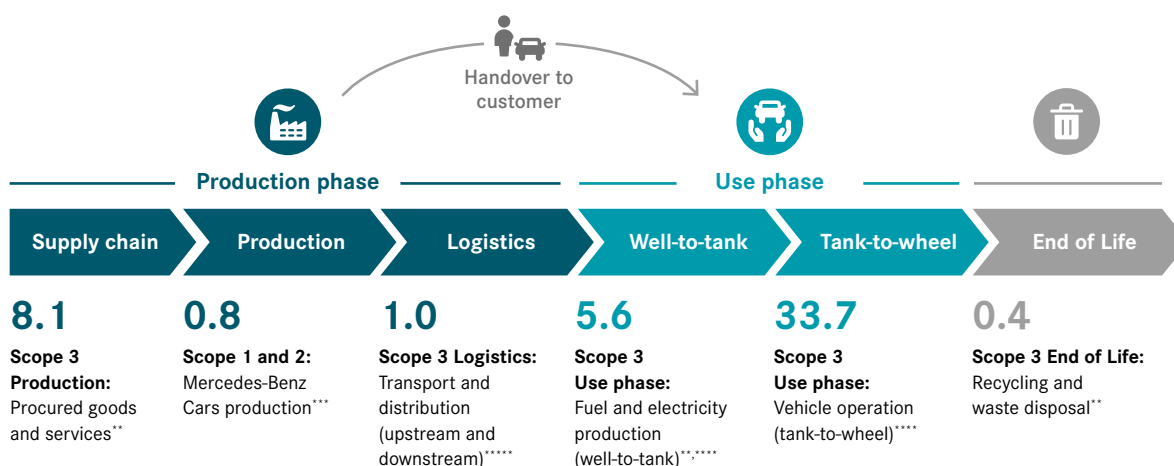 Handover to
customer
Production phase
Use phase
Supply chain
Production
Logistics
Well-to-tank
Tank-to-wheel
End of Life
8.1
Scope 3
Production:
Procured goods
and services**
0.8
Scope 1 and 2:
Mercedes-Benz
Cars production***
1.0
Scope 3 Logistics:
Transport and
distribution
(upstream and
downstream)*****
5.6
Scope 3
Use phase:
Fuel and electricity
production
(well-to-tank)**,****
33.7
Scope 3
Use phase:
Vehicle operation
(tank-to-wheel)****
0.4
Scope 3 End of Life:
Recycling and
waste disposal**